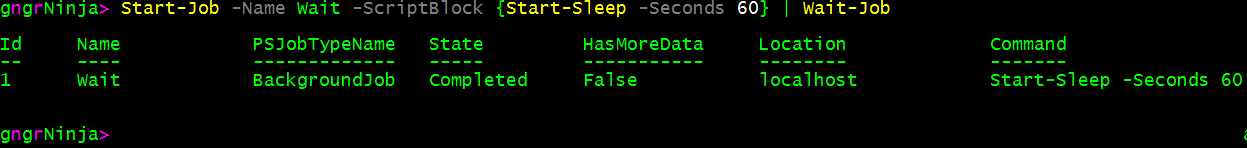 gngrNinja> Start-Job -Name Wait -ScriptBlock {Start-Sleep -Seconds 60} | Wait-Job
Id Name PSJobTypeName State HasMoreData Location Command
-- ---- ------------- ----- ----------- -------- -------
1 Wait BackgroundJob Completed False localhost Start-Sleep -Seconds 60
gngrNinja>